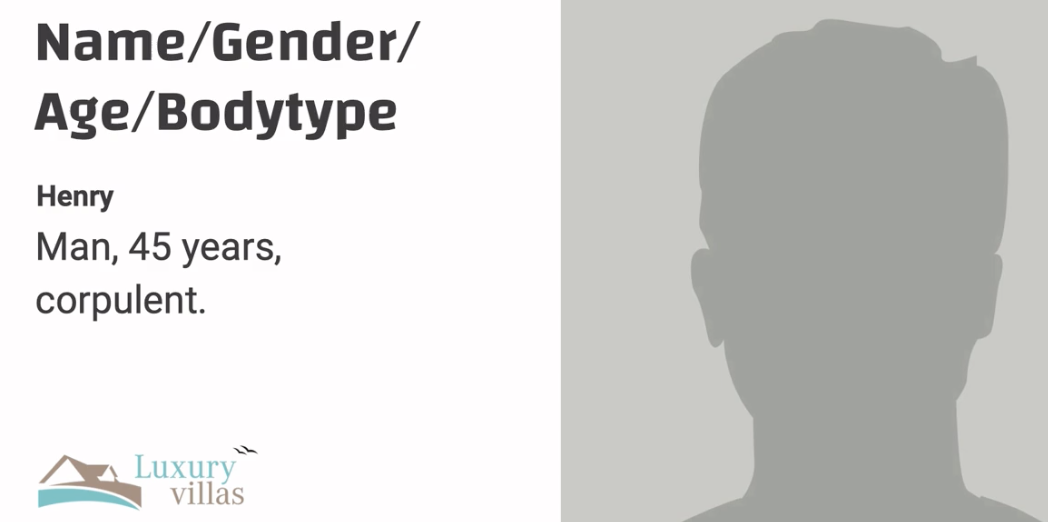 Name/Gender/
Age/Bodytype
Henry
Man, 45 years,
corpulent.
Luxury
villas